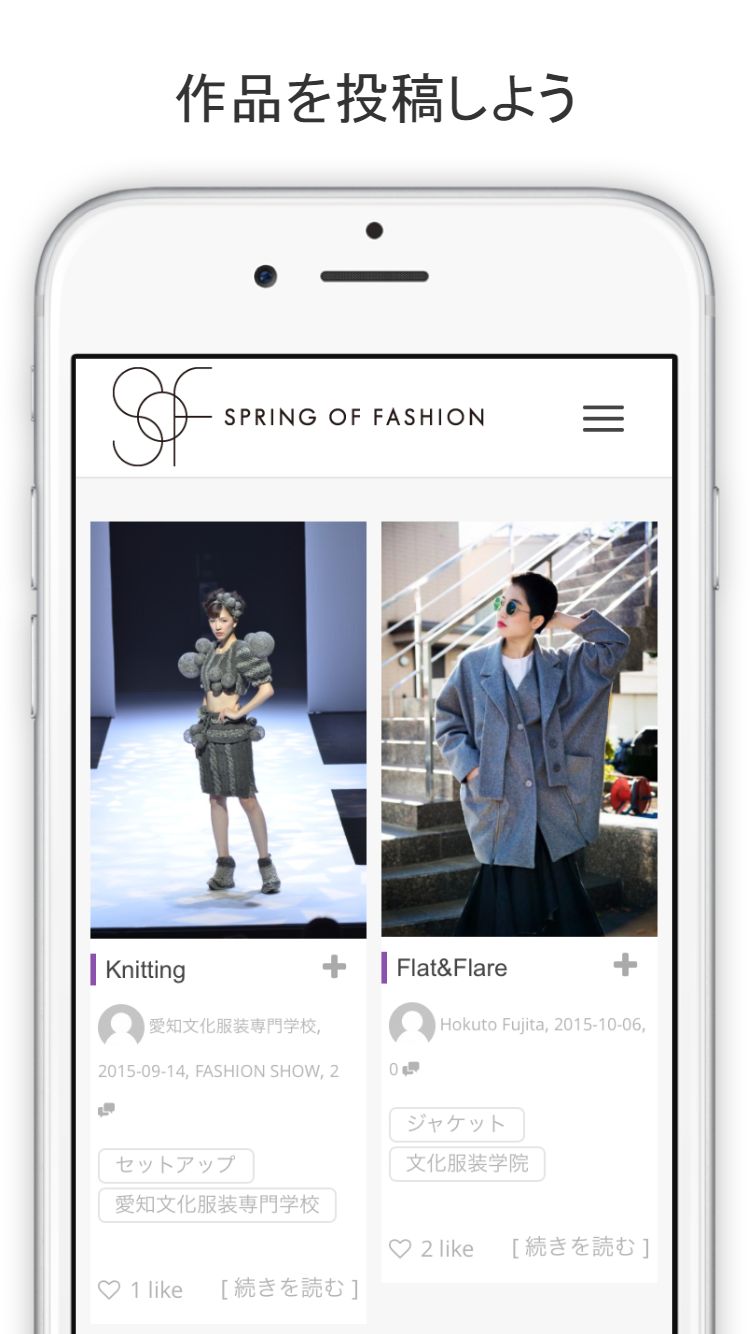 作品を投稿しよう
SPRING OF FASHION
Knitting
愛知文化服装専門学校,
2015-09-14, FASHION SHOW, 2
セットアップ
愛知文化服装専門学校
1 like [ 続きを読む ]
Flat&Flare
Hokuto Fujita, 2015-10-06,
0
ジャケット
文化服装学院
2 like [ 続きを読む ]